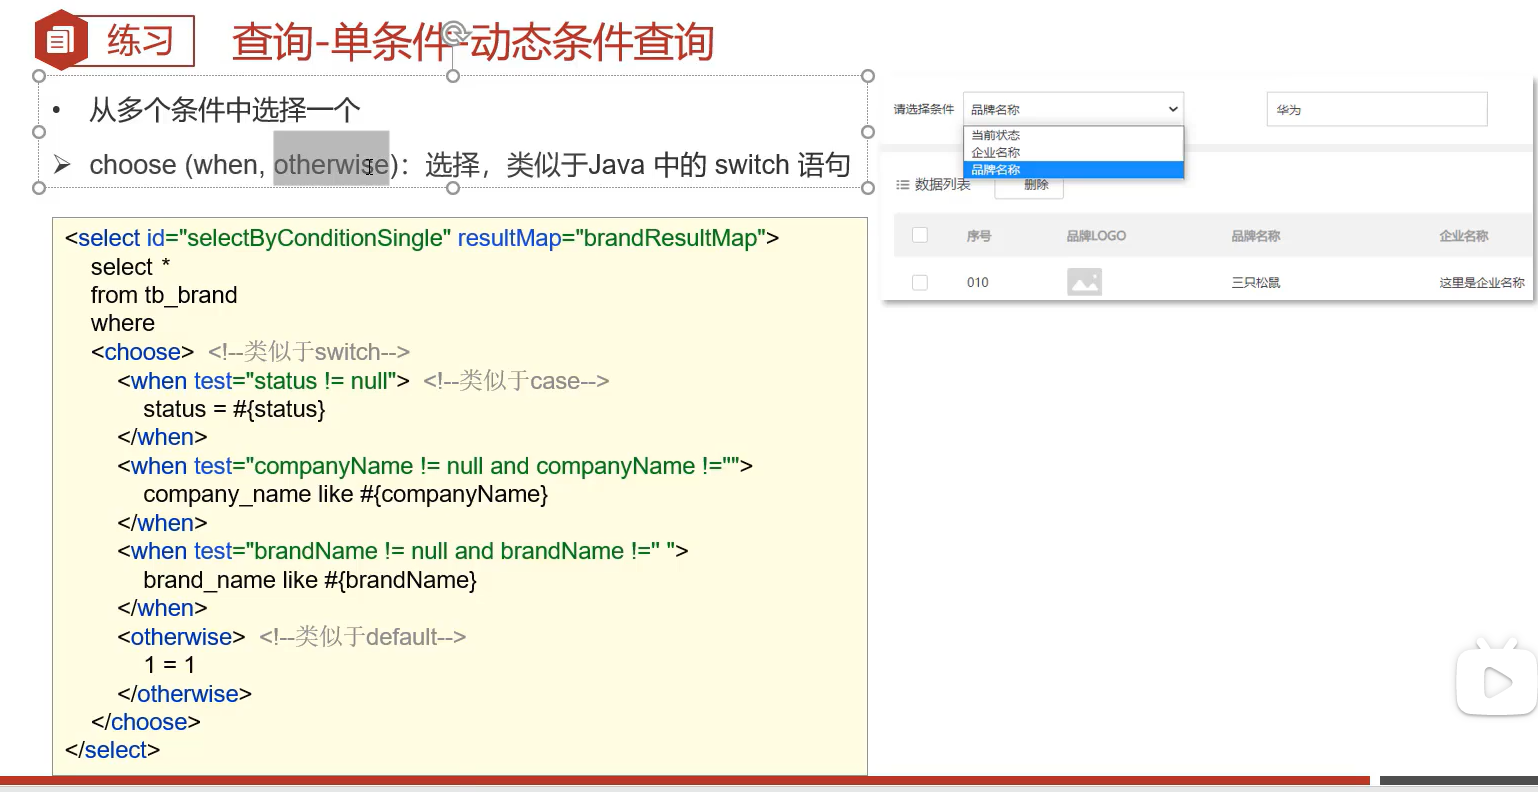 练习
查询-单条件-动态条件查询
• 从多个条件中选择一个
➢ choose (when, otherwise)：选择，类似于Java 中的 switch 语句
<select id="selectByConditionSingle" resultMap="brandResultMap">
select *
from tb_brand
where
<choose> <!--类似于switch-->
<when test="status != null"> <!--类似于case-->
status = #{status}
</when>
<when test="companyName != null and companyName !=''">
company_name like #{companyName}
</when>
<when test="brandName != null and brandName !='' ">
brand_name like #{brandName}
</when>
<otherwise> <!--类似于default-->
1 = 1
</otherwise>
</choose>
</select>
请选择条件 品牌名称 华为
当前状态
企业名称
品牌名称
数据列表 删除
序号 品牌LOGO 品牌名称 企业名称
010 三只松鼠 这里是企业名称